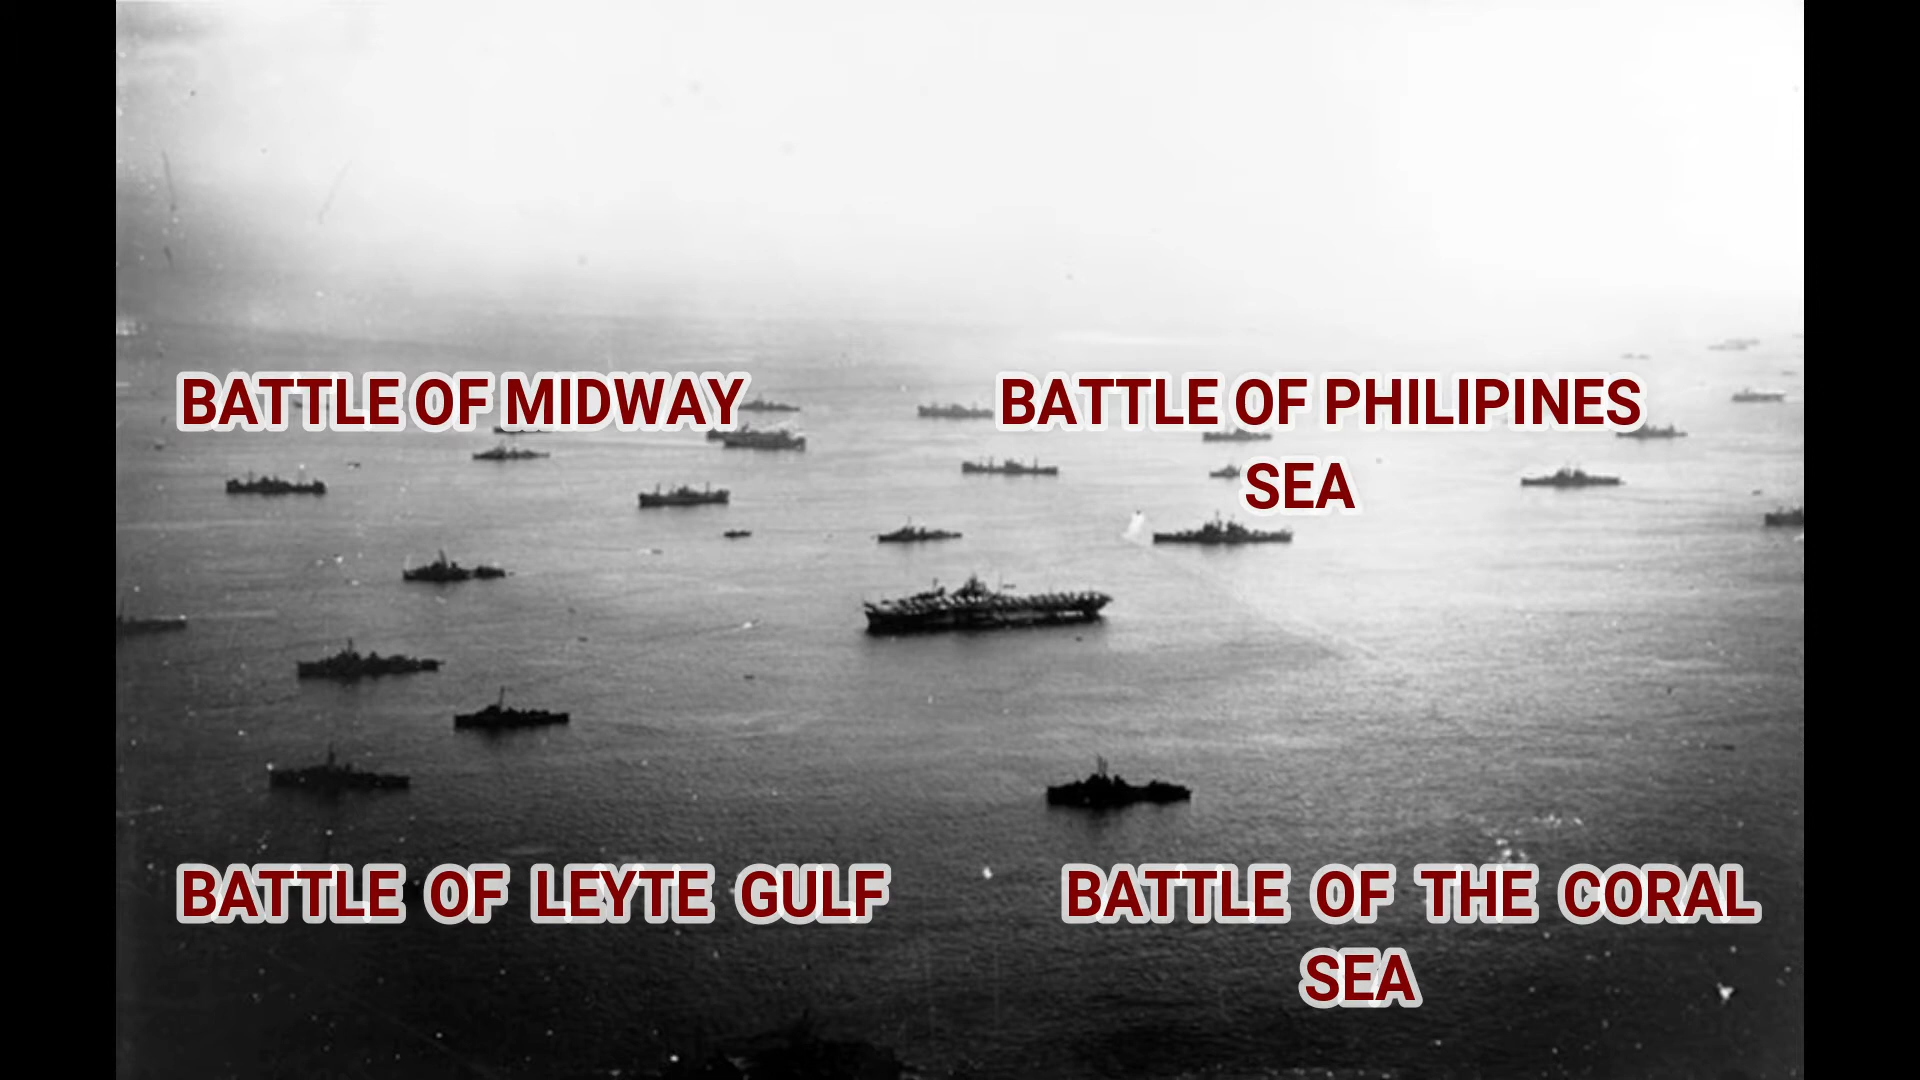 BATTLE OF MIDWAY
BATTLE OF PHILIPINES
SEA
BATTLE OF LEYTE GULF
BATTLE OF THE CORAL
SEA